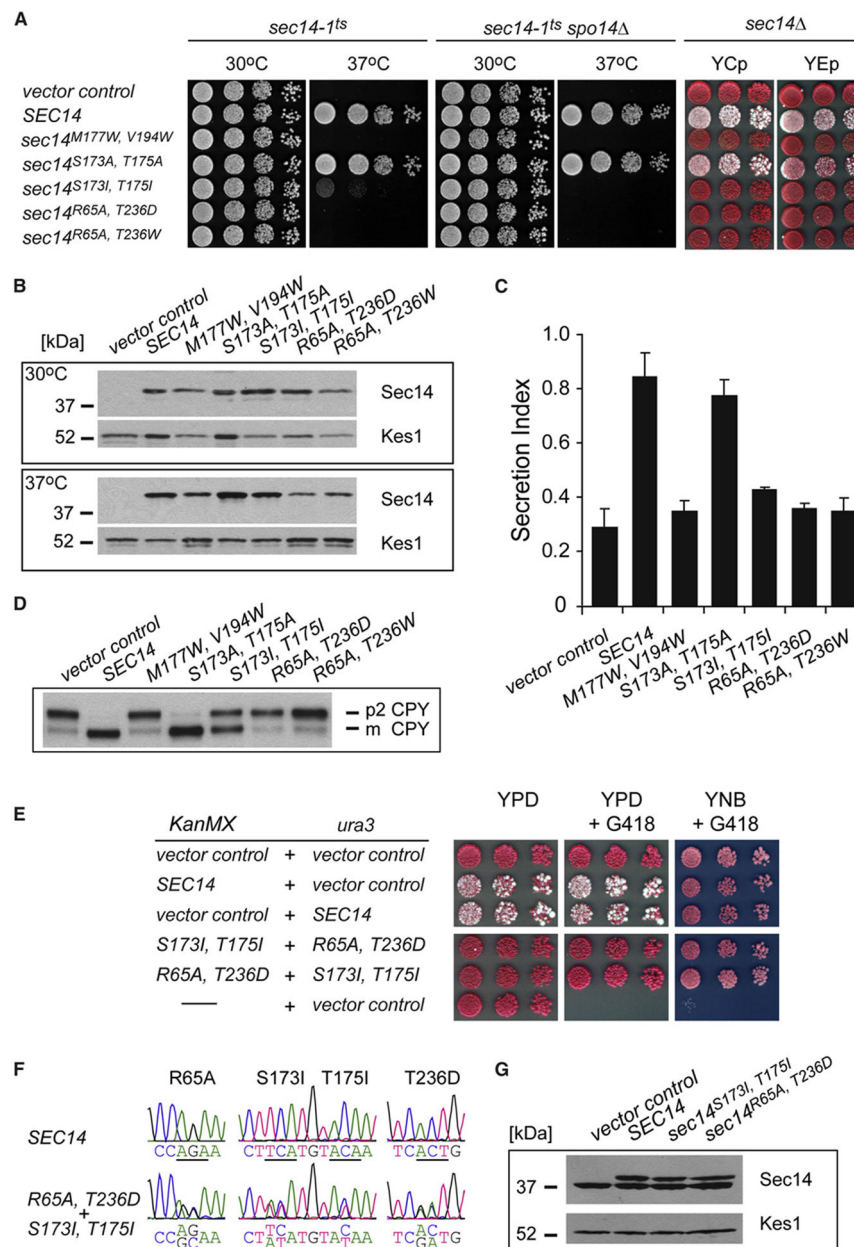 A
sec14-1ts sec14-1ts spo14Δ sec14Δ
30ºC 37ºC 30ºC 37ºC YCp YEp
vector control
SEC14
sec14M177W, V194W
sec14S173A, T175A
sec14S173I, T175I
sec14R65A, T236D
sec14R65A, T236W
B
vector control SEC14 M177W, V194W S173A, T175A S173I, T175I R65A, T236D R65A, T236W
[kDa]
30ºC
37
Sec14
52
Kes1
37ºC
37
Sec14
52
Kes1
C
Secretion Index
1.0
0.8
0.6
0.4
0.2
0
vector control SEC14 M177W, V194W S173A, T175A S173I, T175I R65A, T236D R65A, T236W
D
vector control SEC14 M177W, V194W S173A, T175A S173I, T175I R65A, T236D R65A, T236W
p2 CPY
m CPY
E
YPD YPD + G418 YNB + G418
KanMX ura3
vector control + vector control
SEC14 + vector control
vector control + SEC14
S173I, T175I + R65A, T236D
R65A, T236D + S173I, T175I
— + vector control
F
R65A S173I T175I T236D
SEC14
CCAGAA CTTCATGTACAA TCACTG
R65A, T236D
+
S173I, T175I
CCAGAA CTTCATGTACAA TCACTG
GC AT T GA
G
vector control SEC14 sec14S173I, T175I sec14R65A, T236D
[kDa]
37
Sec14
52
Kes1